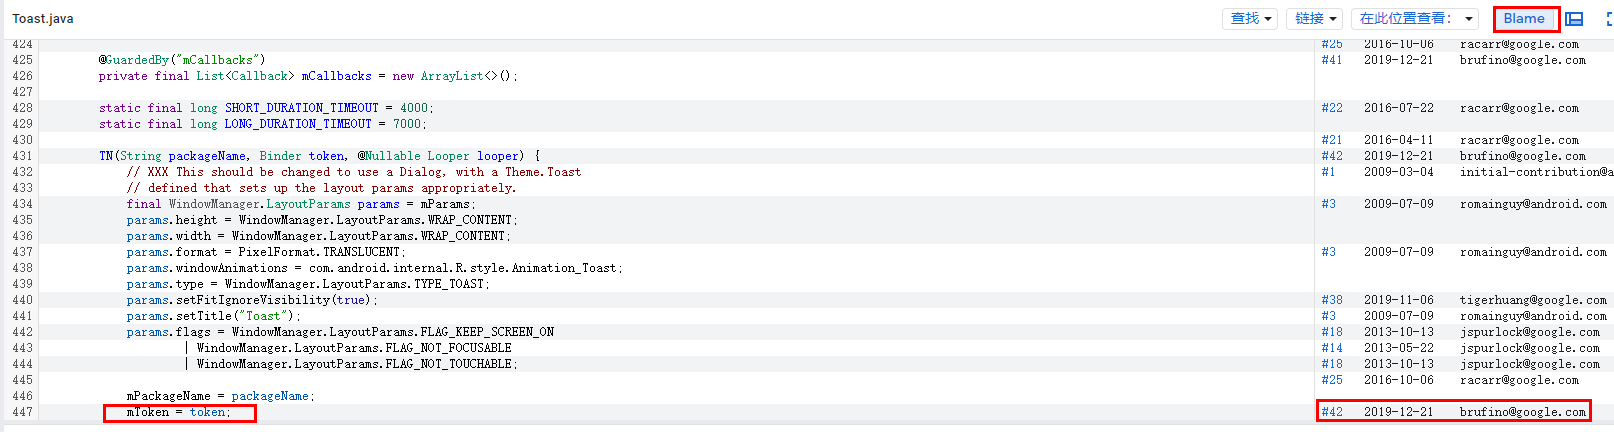 Toast.java 查找 链接 在此位置查看： Blame
424 #25 2016-10-06 racarr@google.com
425 @GuardedBy("mCallbacks") #41 2019-12-21 brufino@google.com
426 private final List<Callback> mCallbacks = new ArrayList<>();
427
428 static final long SHORT_DURATION_TIMEOUT = 4000; #22 2016-07-22 racarr@google.com
429 static final long LONG_DURATION_TIMEOUT = 7000;
430 #21 2016-04-11 racarr@google.com
431 TN(String packageName, Binder token, @Nullable Looper looper) { #42 2019-12-21 brufino@google.com
432 // XXX This should be changed to use a Dialog, with a Theme.Toast #1 2009-03-04 initial-contribution@a
433 // defined that sets up the layout params appropriately.
434 final WindowManager.LayoutParams params = mParams; #3 2009-07-09 romainguy@android.com
435 params.height = WindowManager.LayoutParams.WRAP_CONTENT;
436 params.width = WindowManager.LayoutParams.WRAP_CONTENT;
437 params.format = PixelFormat.TRANSLUCENT; #3 2009-07-09 romainguy@android.com
438 params.windowAnimations = com.android.internal.R.style.Animation_Toast;
439 params.type = WindowManager.LayoutParams.TYPE_TOAST;
440 params.setFitIgnoreVisibility(true); #38 2019-11-06 tigerhuang@google.com
441 params.setTitle("Toast"); #3 2009-07-09 romainguy@android.com
442 params.flags = WindowManager.LayoutParams.FLAG_KEEP_SCREEN_ON #18 2013-10-13 jspurlock@google.com
443 | WindowManager.LayoutParams.FLAG_NOT_FOCUSABLE #14 2013-05-22 jspurlock@google.com
444 | WindowManager.LayoutParams.FLAG_NOT_TOUCHABLE; #18 2013-10-13 jspurlock@google.com
445 #25 2016-10-06 racarr@google.com
446 mPackageName = packageName;
447 mToken = token; #42 2019-12-21 brufino@google.com